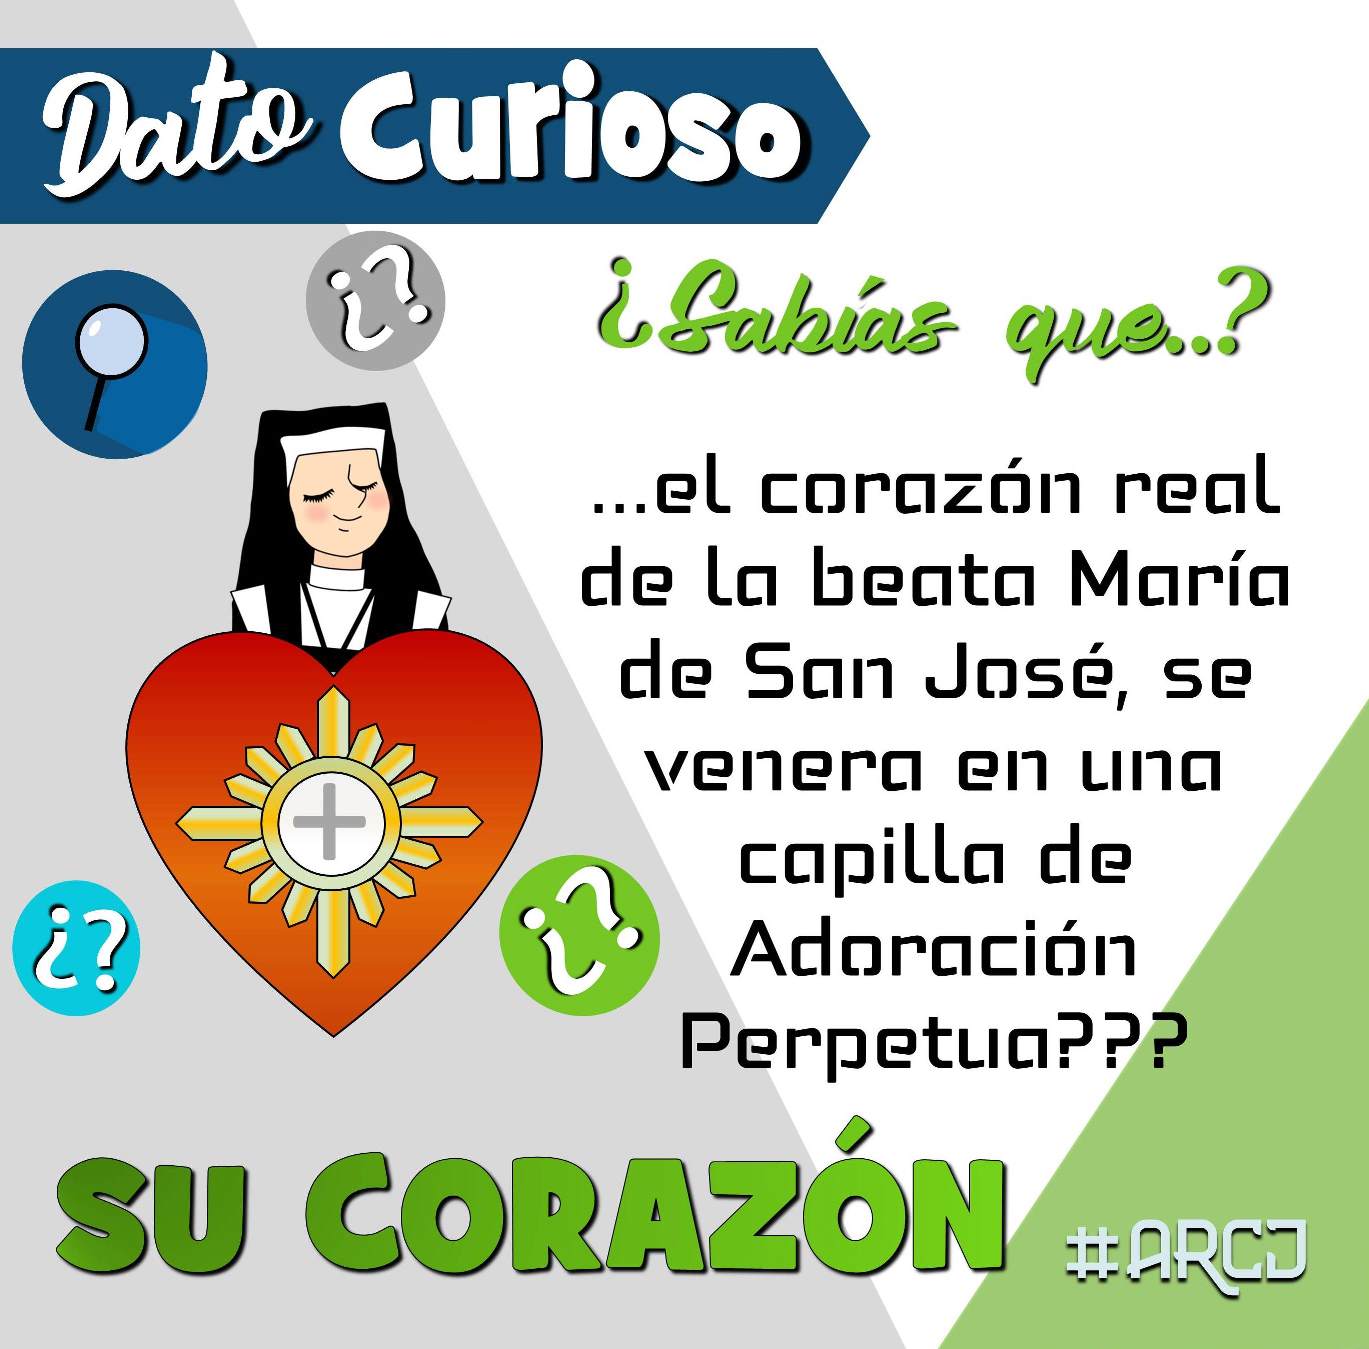 Dato Curioso
¿?
¿Sabías que...?
...el corazón real
de la beata María
de San José, se
venera en una
capilla de
Adoración
Perpetua???
¿?
¿?
SU CORAZÓN
#ARCJ